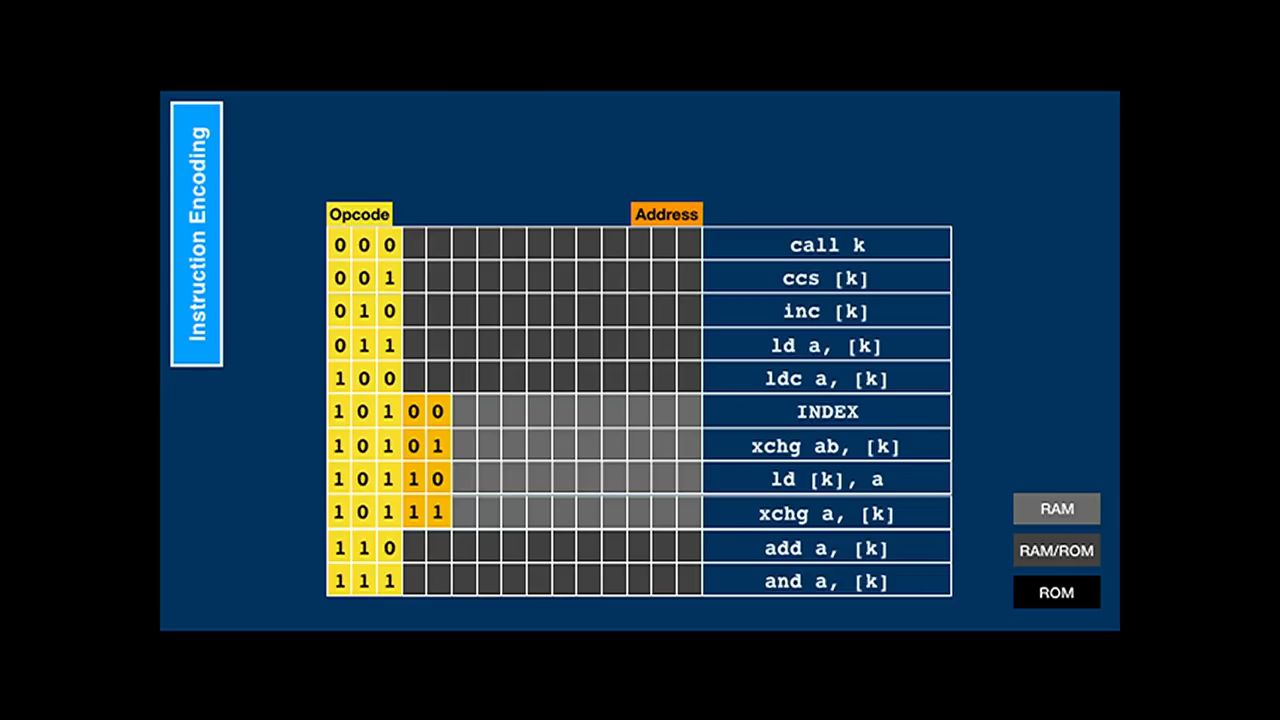 Instruction Encoding
Opcode Address
0 0 0 call k
0 0 1 ccs [k]
0 1 0 inc [k]
0 1 1 ld a, [k]
1 0 0 ldc a, [k]
1 0 1 0 0 INDEX
1 0 1 0 1 xchg ab, [k]
1 0 1 1 0 ld [k], a
1 0 1 1 1 xchg a, [k]
1 1 0 add a, [k]
1 1 1 and a, [k]
RAM
RAM/ROM
ROM